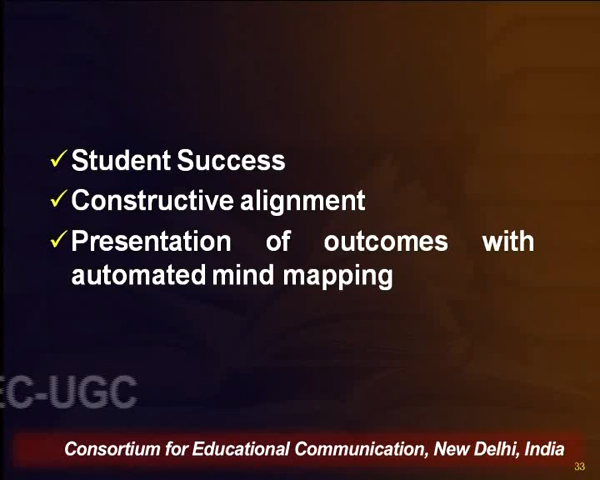 Student Success
Constructive alignment
Presentation of outcomes with
automated mind mapping
EC-UGC
Consortium for Educational Communication, New Delhi, India
33